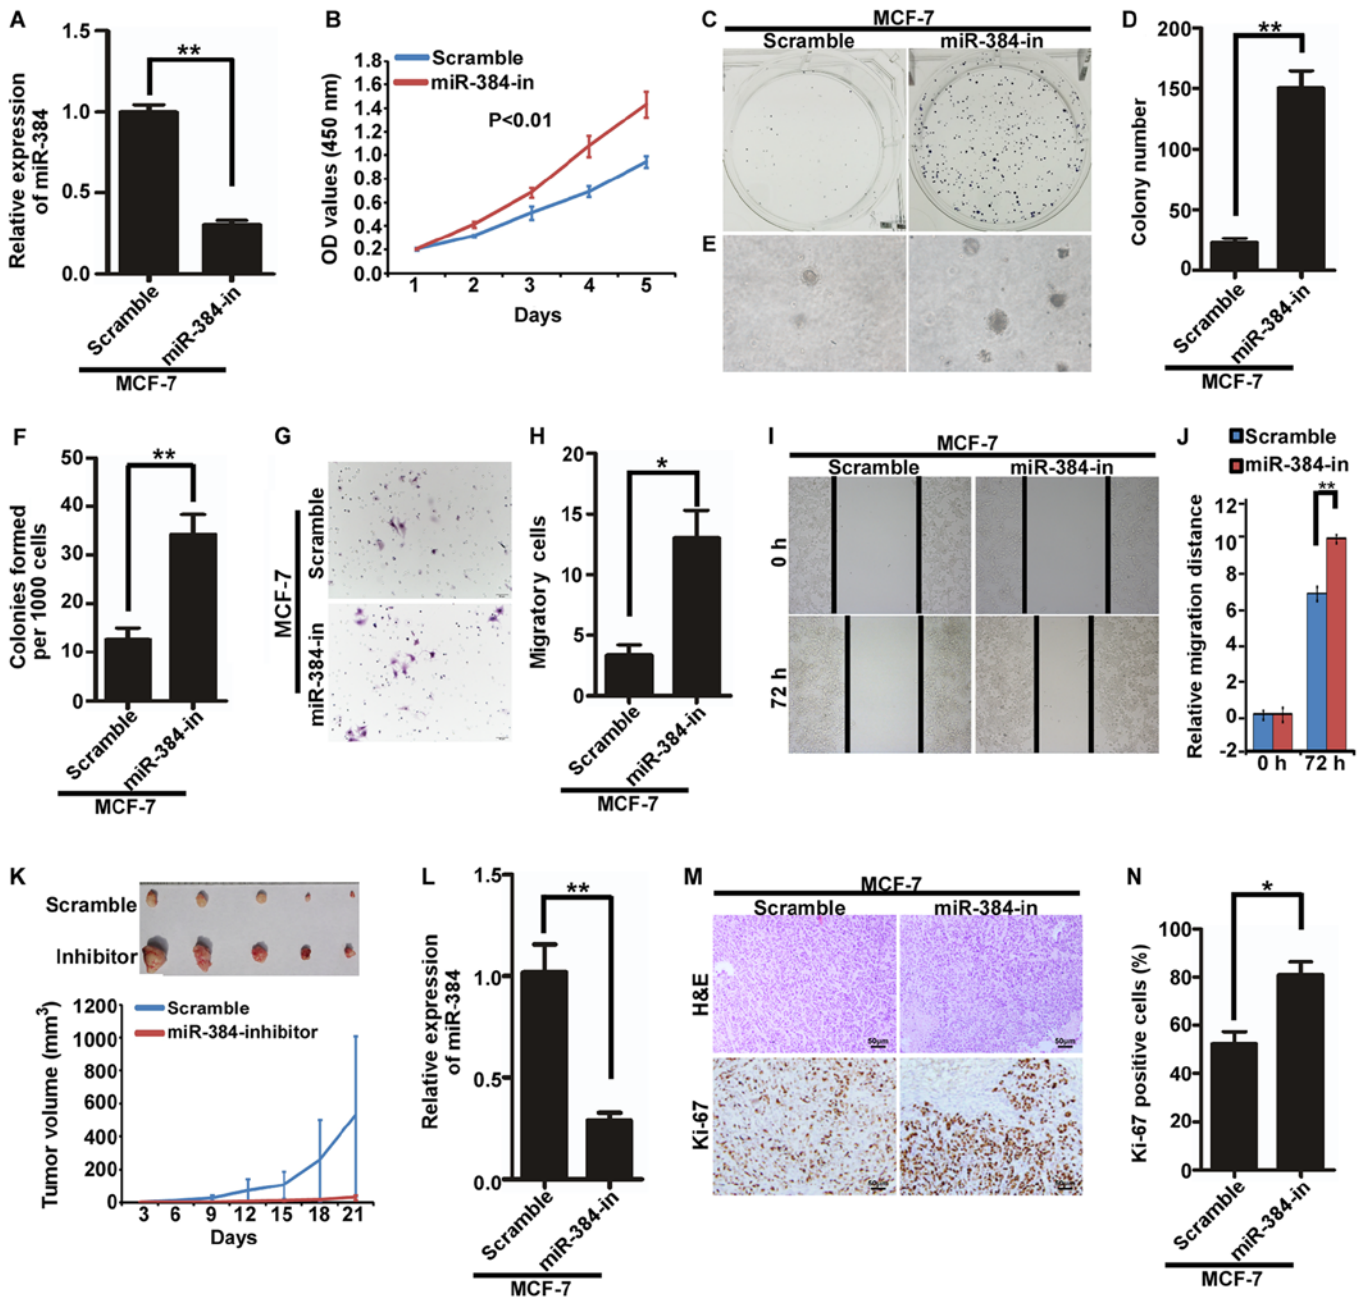 A
1.5
1.0
0.5
0.0
Relative expression
of miR-384
**
Scramble
miR-384-in
MCF-7
B
Scramble
miR-384-in
P<0.01
1.8
1.6
1.4
1.2
1.0
0.8
0.6
0.4
0.2
0.0
OD values (450 nm)
1 2 3 4 5
Days
C
MCF-7
Scramble miR-384-in
E
D
200
150
100
50
0
Colony number
**
Scramble
miR-384-in
MCF-7
F
50
40
30
20
10
0
Colonies formed
per 1000 cells
**
Scramble
miR-384-in
MCF-7
G
MCF-7
Scramble
miR-384-in
H
20
15
10
5
0
Migratory cells
*
Scramble
miR-384-in
MCF-7
I
MCF-7
Scramble miR-384-in
0 h
72 h
J
Scramble
miR-384-in
**
12
10
8
6
4
2
0
-2
Relative migration distance
0 h 72 h
K
Scramble
Inhibitor
Scramble
miR-384-inhibitor
1200
1000
800
600
400
200
0
Tumor volume (mm³)
3 6 9 12 15 18 21
Days
L
1.5
1.0
0.5
0.0
Relative expression
of miR-384
**
Scramble
miR-384-in
MCF-7
M
MCF-7
Scramble miR-384-in
H&E
50μm 50μm
Ki-67
50μm 50μm
N
100
80
60
40
20
0
Ki-67 positive cells (%)
*
Scramble
miR-384-in
MCF-7